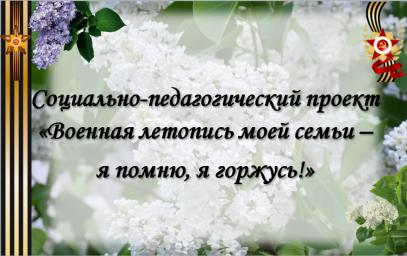 Социально-педагогический проект
«Военная летопись моей семьи –
я помню, я горжусь!»